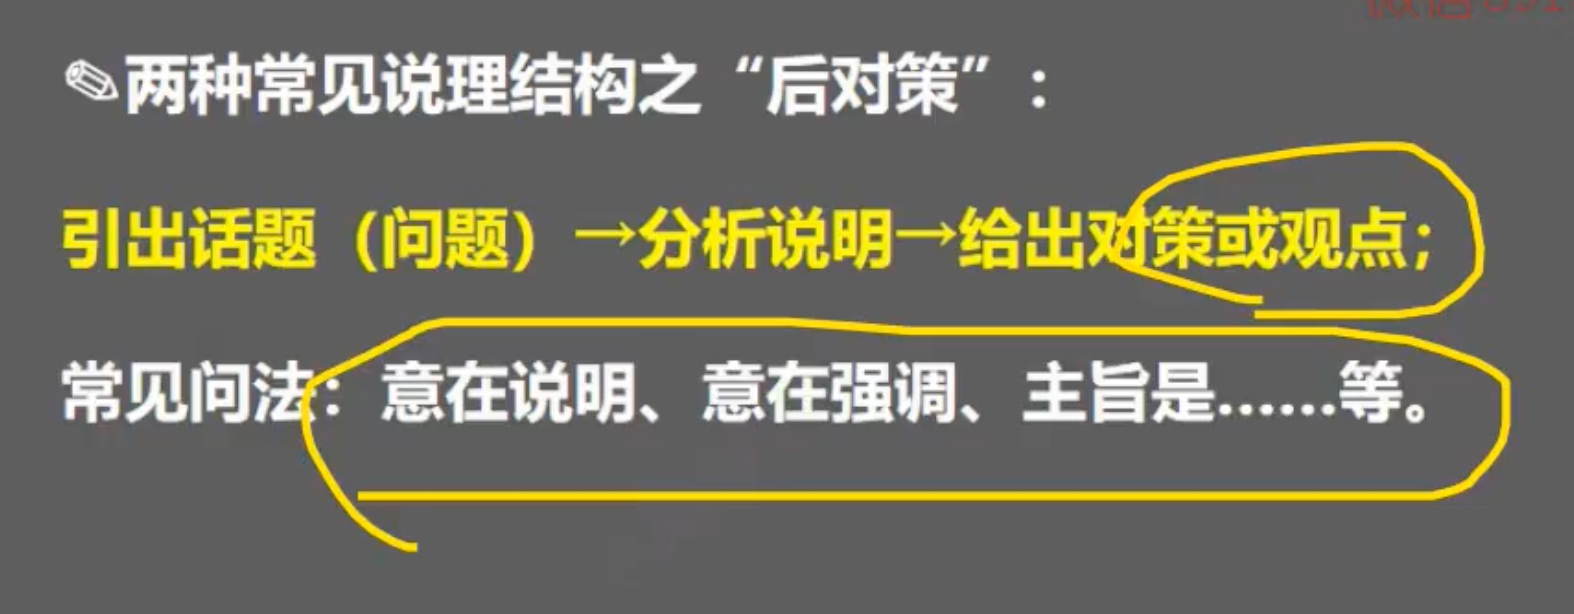 ✎两种常见说理结构之“后对策”：
引出话题（问题）→分析说明→给出对策或观点；
常见问法：意在说明、意在强调、主旨是……等。